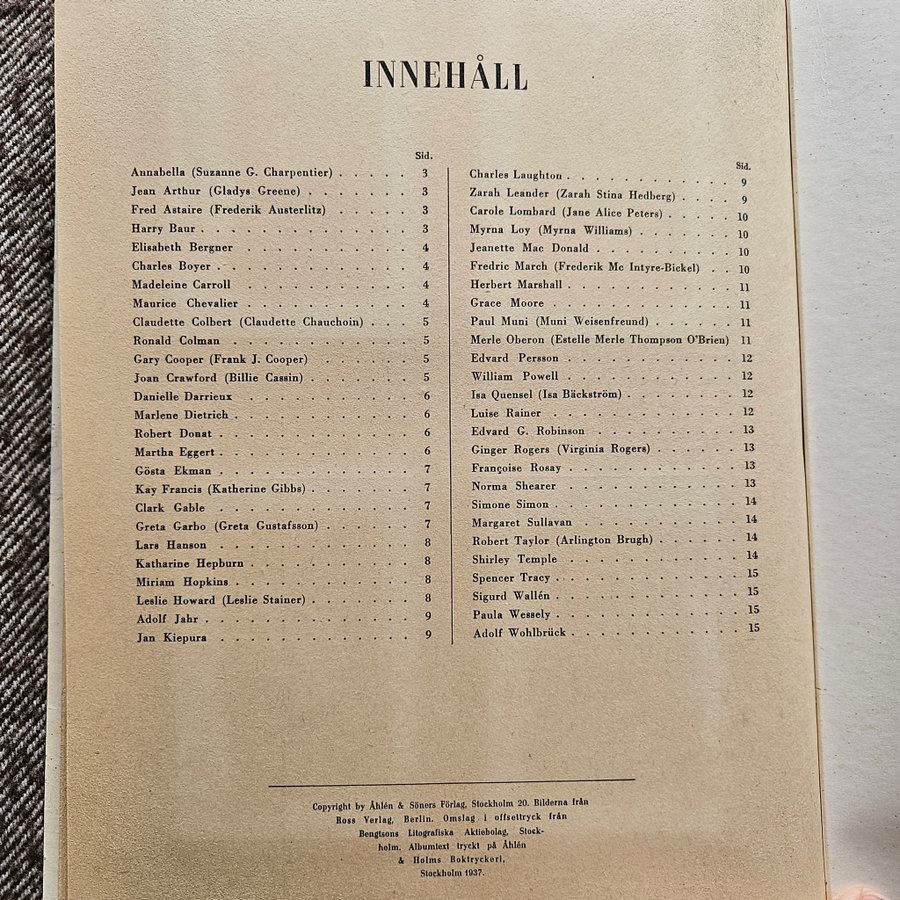 INNEHÅLL
Sid.
Annabella (Suzanne G. Charpentier) . . . . . 3
Jean Arthur (Gladys Greene) . . . . . . . 3
Fred Astaire (Frederik Austerlitz) . . . . . 3
Harry Baur . . . . . . . . . . . . . 3
Elisabeth Bergner . . . . . . . . . . . 4
Charles Boyer . . . . . . . . . . . . 4
Madeleine Carroll . . . . . . . . . . . 4
Maurice Chevalier . . . . . . . . . . . 4
Claudette Colbert (Claudette Chauchoin) . . . 5
Ronald Colman . . . . . . . . . . . . 5
Gary Cooper (Frank J. Cooper) . . . . . . 5
Joan Crawford (Billie Cassin) . . . . . . . 5
Danielle Darrieux . . . . . . . . . . . 6
Marlene Dietrich . . . . . . . . . . . . 6
Robert Donat . . . . . . . . . . . . 6
Martha Eggert . . . . . . . . . . . . 6
Gösta Ekman . . . . . . . . . . . . 7
Kay Francis (Katherine Gibbs) . . . . . . . 7
Clark Gable . . . . . . . . . . . . . 7
Greta Garbo (Greta Gustafsson) . . . . . . 7
Lars Hanson . . . . . . . . . . . . . 8
Katharine Hepburn . . . . . . . . . . . 8
Miriam Hopkins . . . . . . . . . . . . 8
Leslie Howard (Leslie Stainer) . . . . . . . 8
Adolf Jahr . . . . . . . . . . . . . 9
Jan Kiepura . . . . . . . . . . . . . 9
Sid.
Charles Laughton . . . . . . . . . . . 9
Zarah Leander (Zarah Stina Hedberg) . . . . 9
Carole Lombard (Jane Alice Peters) . . . . . 10
Myrna Loy (Myrna Williams) . . . . . . . 10
Jeanette Mac Donald . . . . . . . . . . 10
Fredric March (Frederik Mc Intyre-Bickel) . . 10
Herbert Marshall . . . . . . . . . . . 11
Grace Moore . . . . . . . . . . . . . 11
Paul Muni (Muni Weisenfreund) . . . . . . 11
Merle Oberon (Estelle Merle Thompson O'Brien) 11
Edvard Persson . . . . . . . . . . . . 12
William Powell . . . . . . . . . . . . 12
Isa Quensel (Isa Bäckström) . . . . . . . 12
Luise Rainer . . . . . . . . . . . . . 12
Edvard G. Robinson . . . . . . . . . . 13
Ginger Rogers (Virginia Rogers) . . . . . . 13
Françoise Rosay . . . . . . . . . . . . 13
Norma Shearer . . . . . . . . . . . . 13
Simone Simon . . . . . . . . . . . . 14
Margaret Sullavan . . . . . . . . . . . 14
Robert Taylor (Arlington Brugh) . . . . . . 14
Shirley Temple . . . . . . . . . . . . 14
Spencer Tracy . . . . . . . . . . . . . 15
Sigurd Wallén . . . . . . . . . . . . . 15
Paula Wessely . . . . . . . . . . . . . 15
Adolf Wohlbrück . . . . . . . . . . . . 15
Copyright by Åhlén & Söners Förlag, Stockholm 20. Bilderna från
Ross Verlag, Berlin. Omslag i offsettryck från
Bengtsons Litografiska Aktiebolag, Stock-
holm. Albumtext tryckt på Åhlén
& Holms Boktryckeri,
Stockholm 1937.